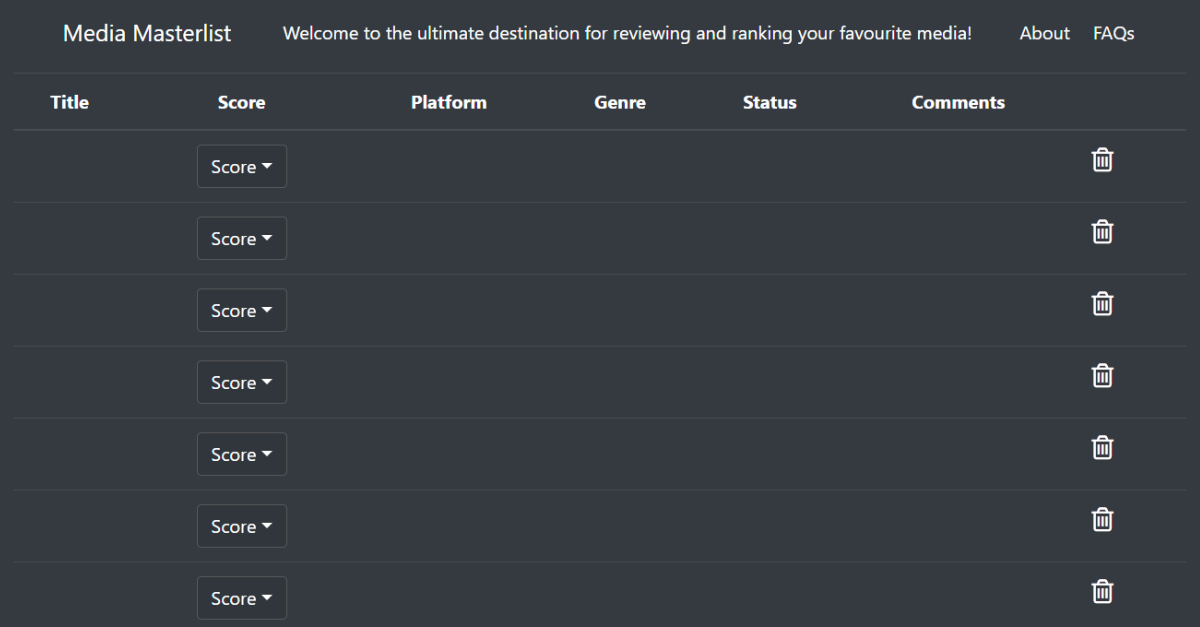 Media Masterlist Welcome to the ultimate destination for reviewing and ranking your favourite media! About FAQs
Title Score Platform Genre Status Comments
Score
Score
Score
Score
Score
Score
Score